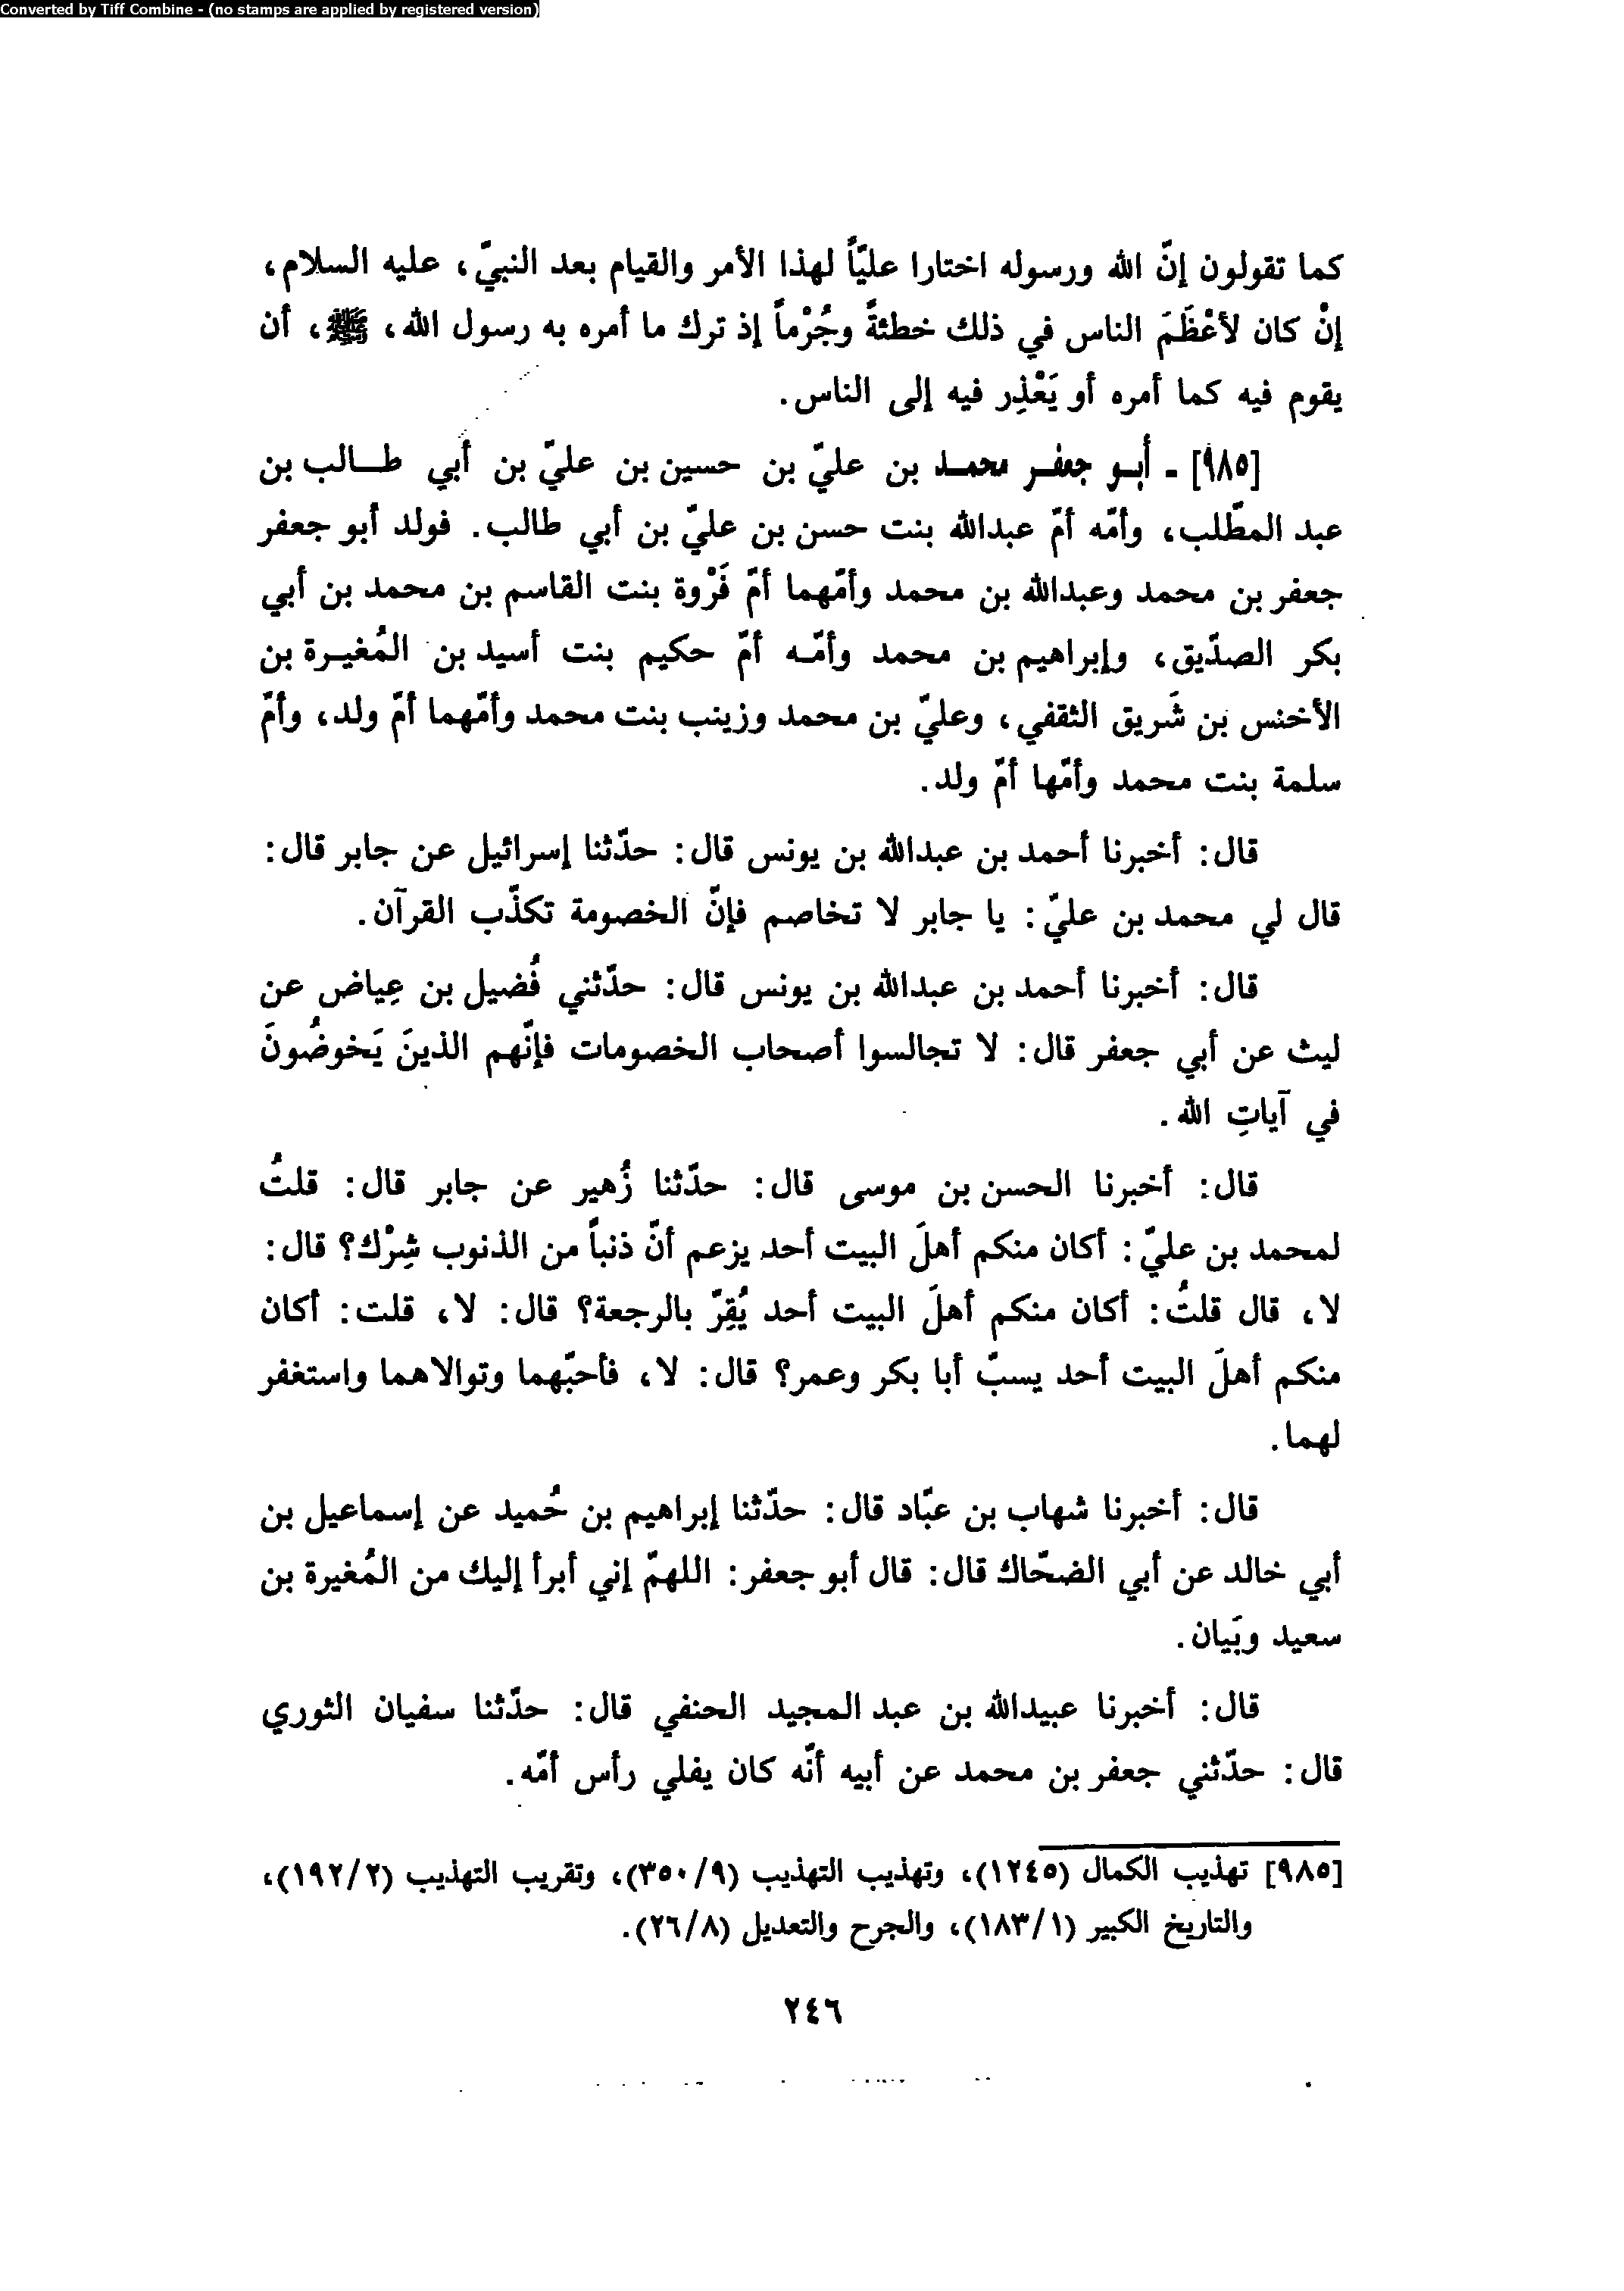 Converted by Tiff Combine - (no stamps are applied by registered version)
كما تقولون إنّ الله ورسوله اختارا عليّاً لهذا الأمر والقيام بعد النبيّ، عليه السلام،
إنْ كان لأعْظَمَ الناس في ذلك خطئةً وجُرْماً إذ ترك ما أمره به رسول الله، ﷺ، أن
يقوم فيه كما أمره أو يَعْذِر فيه إلى الناس.
[٩٨٥] - أبو جعفر محمد بن عليّ بن حسين بن عليّ بن أبي طالب بن
عبد المطّلب، وأمّه أمّ عبدالله بنت حسن بن عليّ بن أبي طالب. فولد أبو جعفر
جعفر بن محمد وعبدالله بن محمد وأمّهما أمّ فَرْوة بنت القاسم بن محمد بن أبي
بكر الصدّيق، وإبراهيم بن محمد وأمّه أمّ حكيم بنت أسيد بن المُغيرة بن
الأخنس بن شَريق الثقفي، وعليّ بن محمد وزينب بنت محمد وأمّهما أمّ ولد، وأمّ
سلمة بنت محمد وأمّها أمّ ولد.
قال: أخبرنا أحمد بن عبدالله بن يونس قال: حدّثنا إسرائيل عن جابر قال:
قال لي محمد بن عليّ: يا جابر لا تخاصم فإنّ الخصومة تكذّب القرآن.
قال: أخبرنا أحمد بن عبدالله بن يونس قال: حدّثني فُضيل بن عِياض عن
ليث عن أبي جعفر قال: لا تجالسوا أصحاب الخصومات فإنّهم الذينَ يَخوضُونَ
في آياتِ الله.
قال: أخبرنا الحسن بن موسى قال: حدّثنا زُهير عن جابر قال: قلتُ
لمحمد بن عليّ: أكان منكم أهلَ البيت أحد يزعم أنّ ذنباً من الذنوب شِرْك؟ قال:
لا، قال قلتُ: أكان منكم أهلَ البيت أحد يُقِرّ بالرجعة؟ قال: لا، قلت: أكان
منكم أهلَ البيت أحد يسبّ أبا بكر وعمر؟ قال: لا، فأحبّهما وتوالاهما واستغفر
لهما.
قال: أخبرنا شهاب بن عبّاد قال: حدّثنا إبراهيم بن حُميد عن إسماعيل بن
أبي خالد عن أبي الضحّاك قال: قال أبو جعفر: اللهمّ إني أبرأ إليك من المُغيرة بن
سعيد وبَيان.
قال: أخبرنا عبيدالله بن عبد المجيد الحنفي قال: حدّثنا سفيان الثوري
قال: حدّثني جعفر بن محمد عن أبيه أنّه كان يفلي رأس أمّه.
[٩٨٥] تهذيب الكمال (١٢٤٥)، وتهذيب التهذيب (٣٥٠/٩)، وتقريب التهذيب (١٩٢/٢)،
والتاريخ الكبير (١٨٣/١)، والجرح والتعديل (٢٦/٨).
٢٤٦